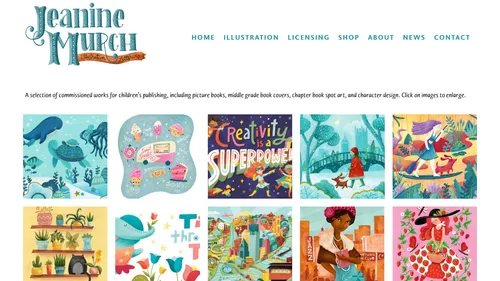 Jeanine
Murch
HOME ILLUSTRATION LICENSING SHOP ABOUT NEWS CONTACT
A selection of commissioned works for children's publishing, including picture books, middle grade book covers, chapter book spot art, and character design. Click on images to enlarge.
Creativity
IS A
SUPERPOWER